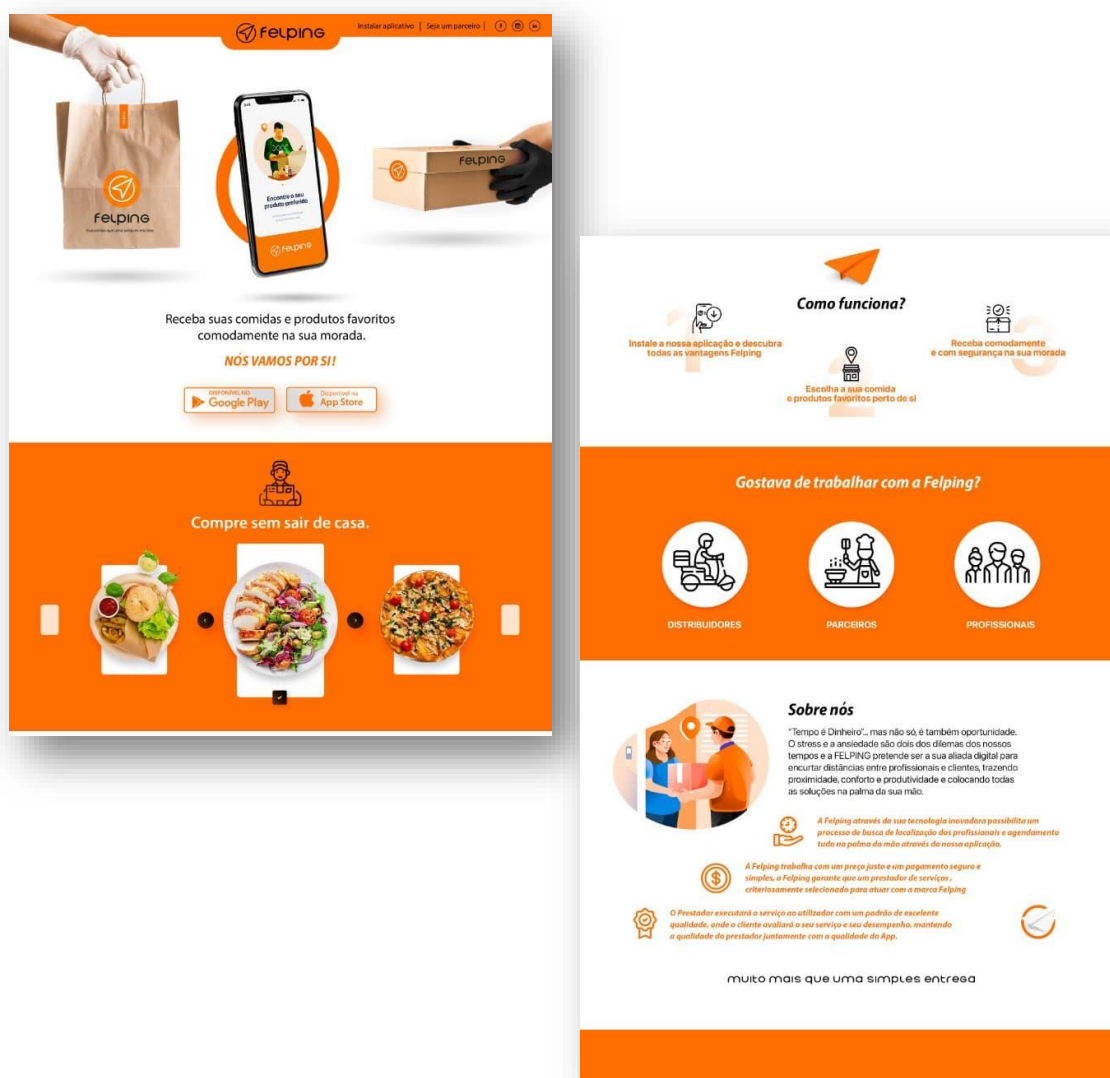 Felping
Instalar aplicativo | Seja um parceiro |
Felping
Encontre o seu
produto preferido
Felping
Felping
Receba suas comidas e produtos favoritos
comodamente na sua morada.
NÓS VAMOS POR SI!
DISPONÍVEL NO
Google Play
Disponível na
App Store
Compre sem sair de casa.
Como funciona?
1
Instale a nossa aplicação e descubra
todas as vantagens Felping
2
Escolha a sua comida
e produtos favoritos perto de si
3
Receba comodamente
e com segurança na sua morada
Gostava de trabalhar com a Felping?
DISTRIBUIDORES
PARCEIROS
PROFISSIONAIS
Sobre nós
"Tempo é Dinheiro"... mas não só, é também oportunidade.
O stress e a ansiedade são dois dos dilemas dos nossos
tempos e a FELPING pretende ser a sua aliada digital para
encurtar distâncias entre profissionais e clientes, trazendo
proximidade, conforto e produtividade e colocando todas
as soluções na palma da sua mão.
A Felping através da sua tecnologia inovadora possibilita um
processo de busca de localização dos profissionais e agendamento
tudo na palma da mão através da nossa aplicação.
A Felping trabalha com um preço justo e um pagamento seguro e
simples, a Felping garante que um prestador de serviços ,
criteriosamente selecionado para atuar com a marca Felping
O Prestador executará o serviço ao utilizador com um padrão de excelente
qualidade, onde o cliente avaliará o seu serviço e seu desempenho, mantendo
a qualidade do prestador juntamente com a qualidade do App.
muito mais que uma simples entrega